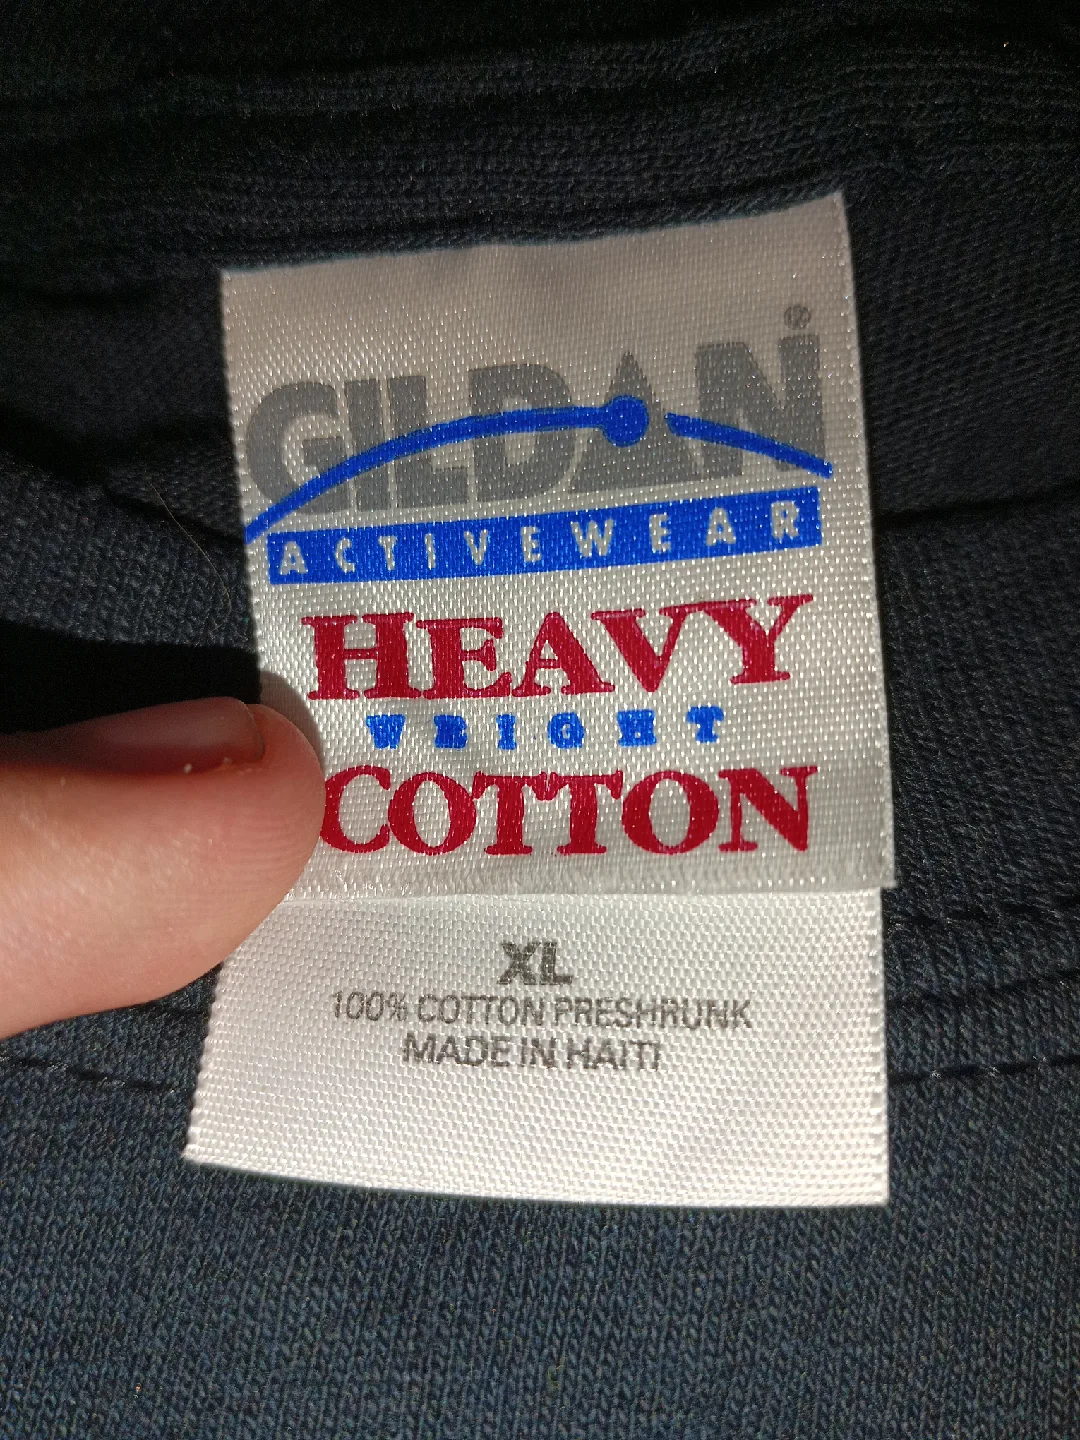 GILDAN®
ACTIVEWEAR
HEAVY
WEIGHT
COTTON
XL
100% COTTON PRESHRUNK
MADE IN HAITI